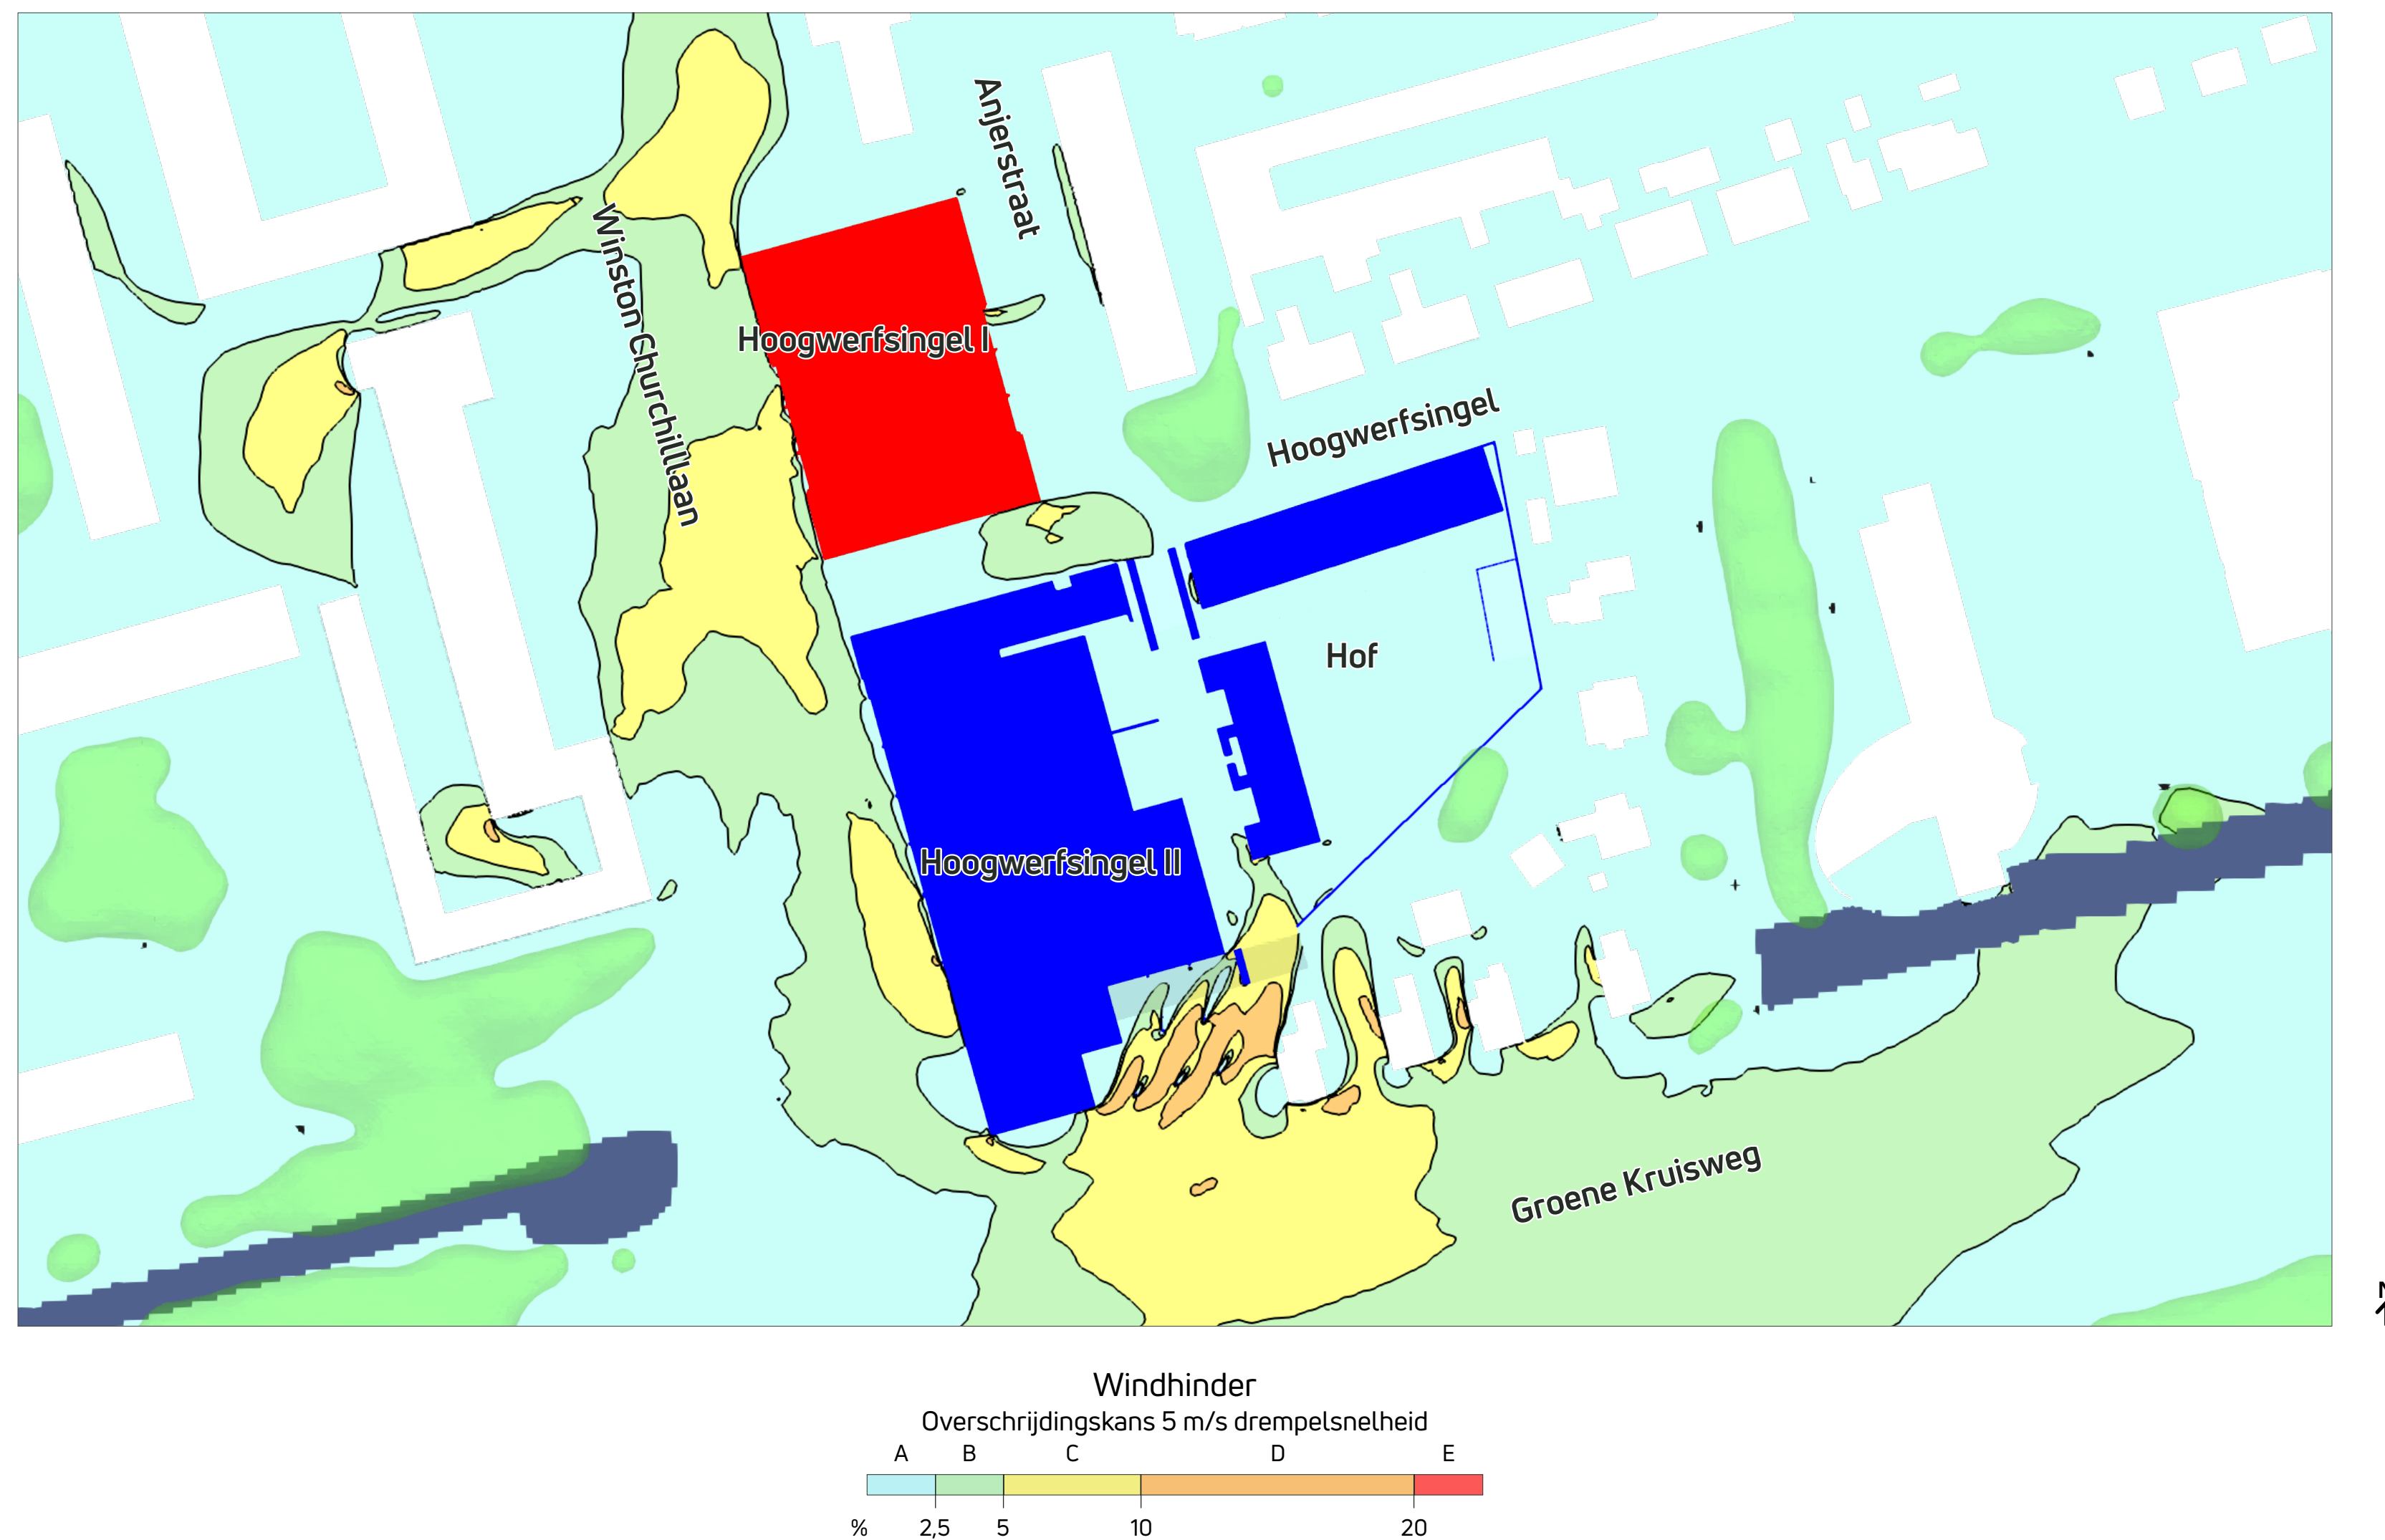 Anjerstraat
Winston Churchilllaan
Hoogwerfsingel I
Hoogwerfsingel
Hof
Hoogwerfsingel II
Groene Kruisweg
Windhinder
Overschrijdingskans 5 m/s drempelsnelheid
A B C D E
% 2,5 5 10 20